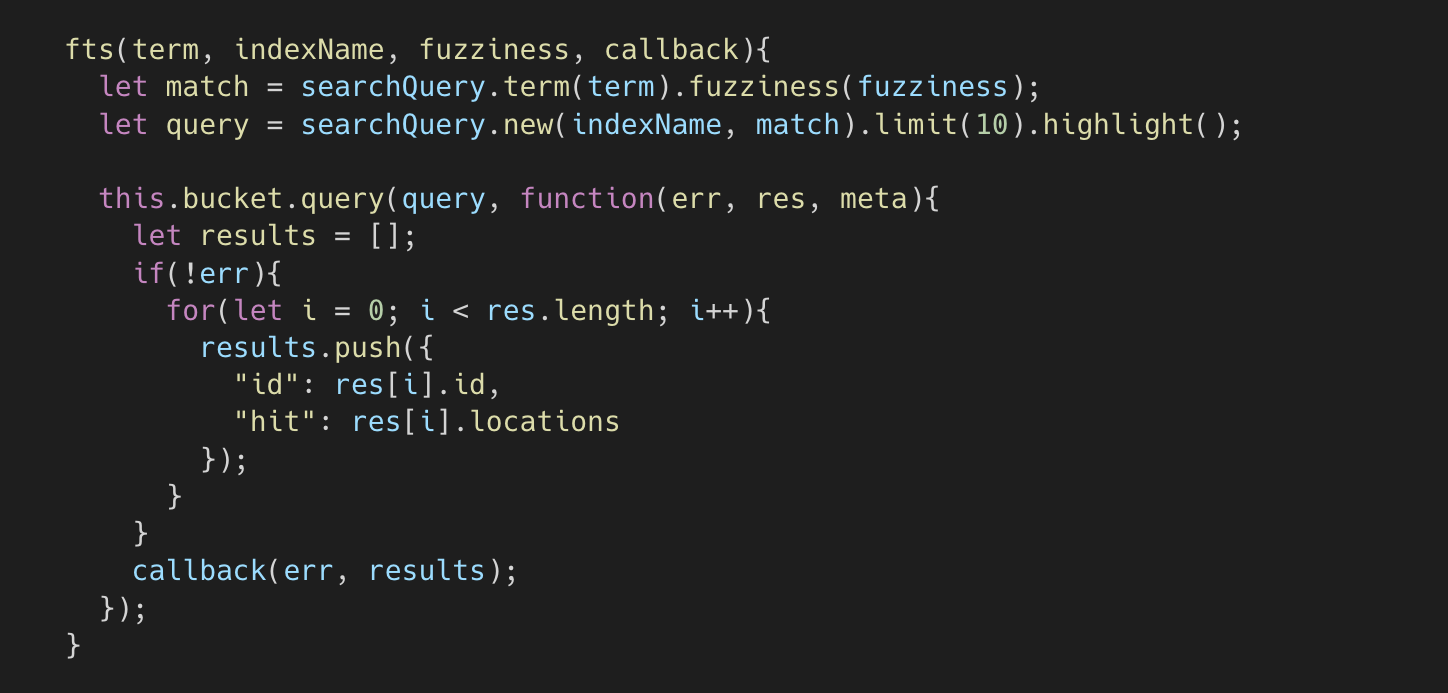 fts(term, indexName, fuzziness, callback){
  let match = searchQuery.term(term).fuzziness(fuzziness);
  let query = searchQuery.new(indexName, match).limit(10).highlight();

  this.bucket.query(query, function(err, res, meta){
    let results = [];
    if(!err){
      for(let i = 0; i < res.length; i++){
        results.push({
          "id": res[i].id,
          "hit": res[i].locations
        });
      }
    }
    callback(err, results);
  });
}